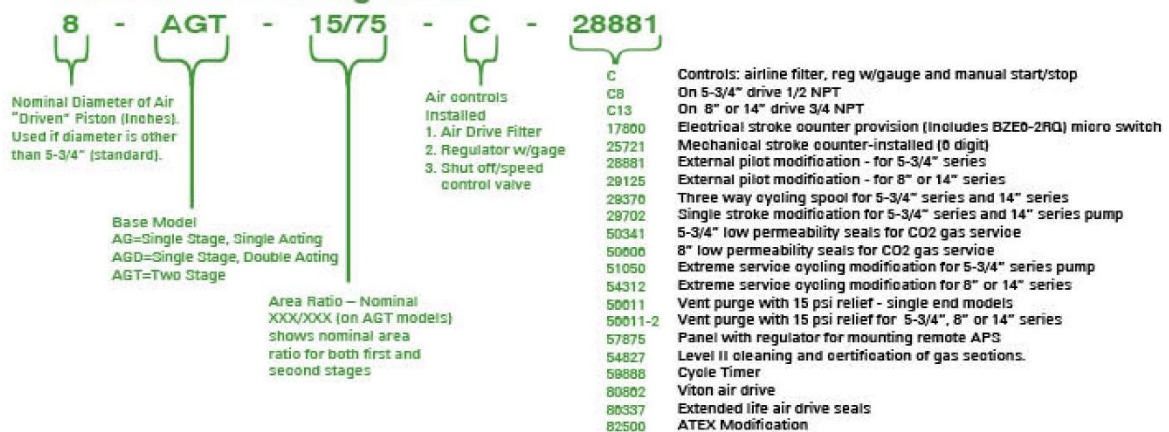 8 - AGT - 15/75 - C - 28881
Nominal Diameter of Air
"Driven" Piston (Inches).
Used if diameter is other
than 5-3/4" (standard).
Base Model
AG=Single Stage, Single Acting
AGD=Single Stage, Double Acting
AGT=Two Stage
Area Ratio – Nominal
XXX/XXX (on AGT models)
shows nominal area
ratio for both first and
second stages
Air controls
Installed
1. Air Drive Filter
2. Regulator w/gage
3. Shut off/speed
control valve
C Controls: airline filter, reg w/gauge and manual start/stop
C8 On 5-3/4" drive 1/2 NPT
C13 On 8" or 14" drive 3/4 NPT
17860 Electrical stroke counter provision (Includes BZE6-2RQ) micro switch
25721 Mechanical stroke counter-installed (6 digit)
28881 External pilot modification - for 5-3/4" series
29125 External pilot modification - for 8" or 14" series
29376 Three way cycling spool for 5-3/4" series and 14" series
29702 Single stroke modification for 5-3/4" series and 14" series pump
50341 5-3/4" low permeability seals for CO2 gas service
50606 8" low permeability seals for CO2 gas service
51050 Extreme service cycling modification for 5-3/4" series pump
54312 Extreme service cycling modification for 8" or 14" series
56611 Vent purge with 15 psi relief - single end models
56611-2 Vent purge with 15 psi relief for 5-3/4", 8" or 14" series
57875 Panel with regulator for mounting remote APS
54827 Level II cleaning and certification of gas sections.
59888 Cycle Timer
80862 Viton air drive
86337 Extended life air drive seals
82500 ATEX Modification